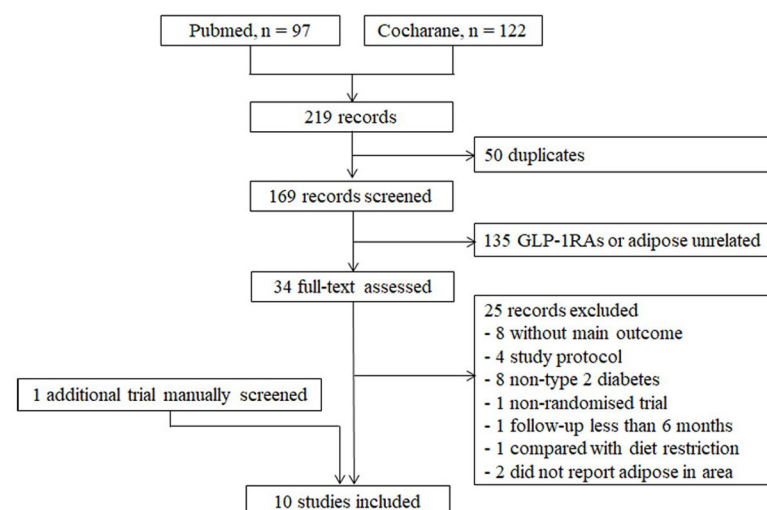 Pubmed, n = 97
Cocharane, n = 122
219 records
50 duplicates
169 records screened
135 GLP-1RAs or adipose unrelated
34 full-text assessed
25 records excluded
- 8 without main outcome
- 4 study protocol
- 8 non-type 2 diabetes
- 1 non-randomised trial
- 1 follow-up less than 6 months
- 1 compared with diet restriction
- 2 did not report adipose in area
1 additional trial manually screened
10 studies included